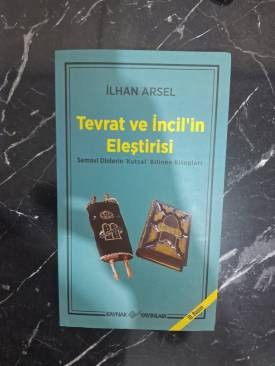 İLHAN ARSEL
Tevrat ve İncil'in
Eleştirisi
Semavi Dinlerin 'Kutsal' Bilinen Kitapları
KAYNAK YAYINLARI